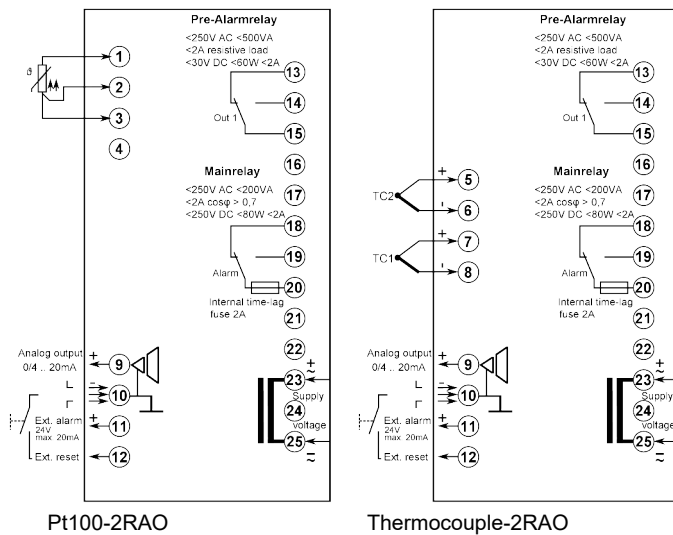 Pre-Alarmrelay
<250V AC <500VA
<2A resistive load
<30V DC <60W <2A
13
14
Out 1
15
16
Mainrelay
<250V AC <200VA
<2A cosφ > 0,7
<250V DC <80W <2A
17
18
19
Alarm
20
Internal time-lag
fuse 2A
21
22
+
~
23
Supply
24
voltage
25
=
~
ϑ
1
2
3
4
Analog output
0/4 .. 20mA
+
9
-
10
Ext. alarm
24V
max. 20mA
+
11
Ext. reset
12
Pt100-2RAO
Pre-Alarmrelay
<250V AC <500VA
<2A resistive load
<30V DC <60W <2A
13
14
Out 1
15
16
Mainrelay
<250V AC <200VA
<2A cosφ > 0,7
<250V DC <80W <2A
17
18
19
Alarm
20
Internal time-lag
fuse 2A
21
22
+
~
23
Supply
24
voltage
25
=
~
+
5
TC2
-
6
+
7
TC1
-
8
Analog output
0/4 .. 20mA
+
9
-
10
Ext. alarm
24V
max. 20mA
+
11
Ext. reset
12
Thermocouple-2RAO